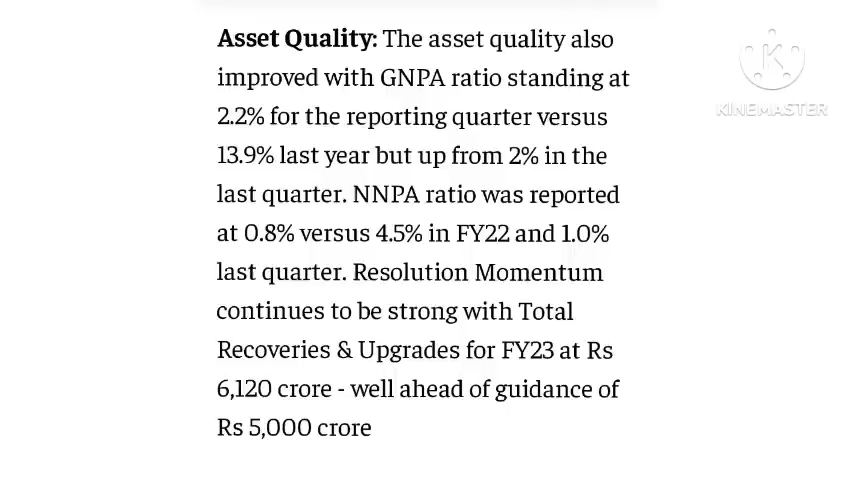 Asset Quality: The asset quality also
improved with GNPA ratio standing at
2.2% for the reporting quarter versus
13.9% last year but up from 2% in the
last quarter. NNPA ratio was reported
at 0.8% versus 4.5% in FY22 and 1.0%
last quarter. Resolution Momentum
continues to be strong with Total
Recoveries & Upgrades for FY23 at Rs
6,120 crore - well ahead of guidance of
Rs 5,000 crore
K
KINEMASTER